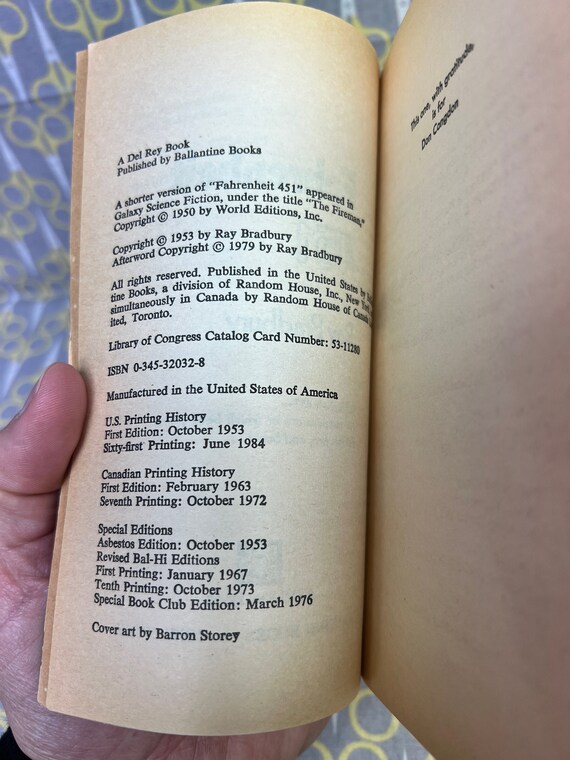 A Del Rey Book
Published by Ballantine Books
A shorter version of "Fahrenheit 451" appeared in
Galaxy Science Fiction, under the title "The Fireman,"
Copyright © 1950 by World Editions, Inc.
Copyright © 1953 by Ray Bradbury
Afterword Copyright © 1979 by Ray Bradbury
All rights reserved. Published in the United States by
tine Books, a division of Random House, Inc., New
simultaneously in Canada by Random House of Canada
ited, Toronto.
Library of Congress Catalog Card Number: 53-11280
ISBN 0-345-32032-8
Manufactured in the United States of America
U.S. Printing History
First Edition: October 1953
Sixty-first Printing: June 1984
Canadian Printing History
First Edition: February 1963
Seventh Printing: October 1972
Special Editions
Asbestos Edition: October 1953
Revised Bal-Hi Editions
First Printing: January 1967
Tenth Printing: October 1973
Special Book Club Edition: March 1976
Cover art by Barron Storey
This one, with gratitude,
is for
Don Congdon